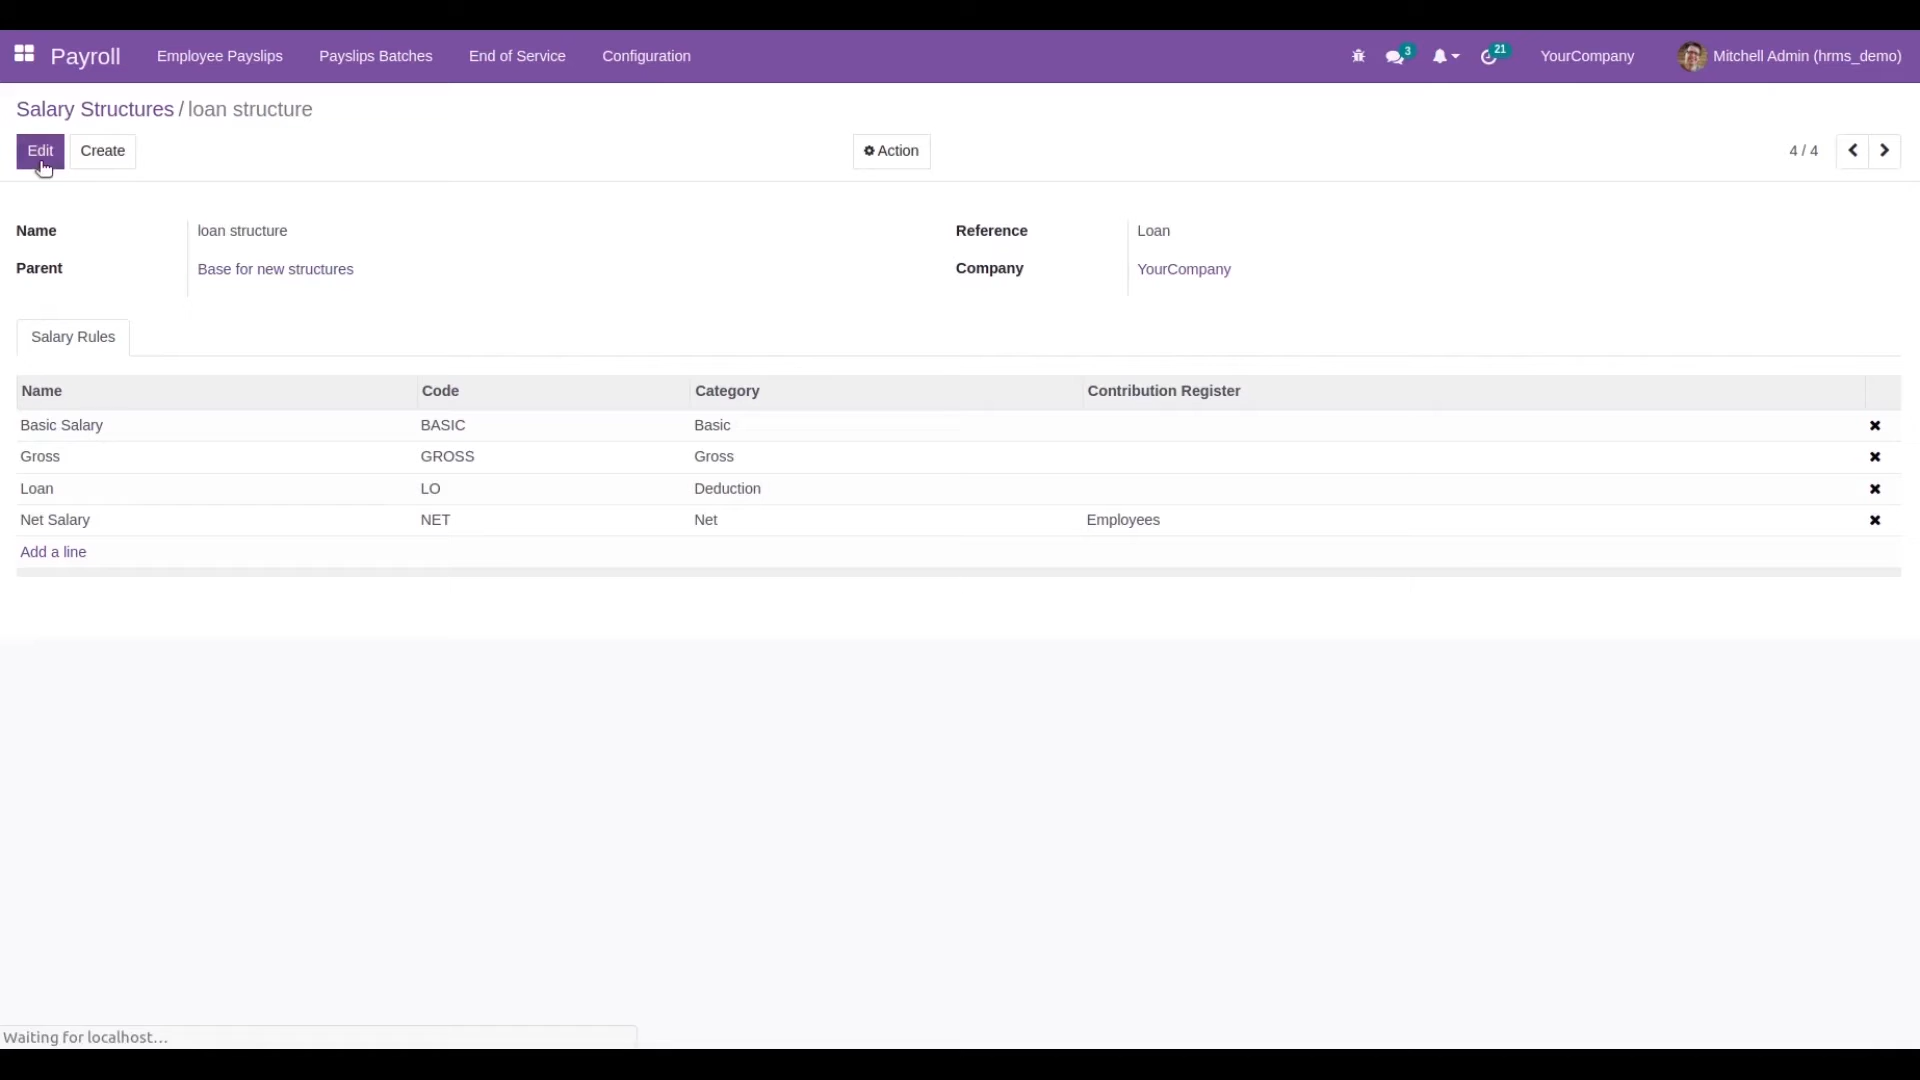 Payroll Employee Payslips Payslips Batches End of Service Configuration 3 21 YourCompany Mitchell Admin (hrms_demo)
Salary Structures / loan structure
Edit Create Action 4 / 4
Name loan structure Reference Loan
Parent Base for new structures Company YourCompany
Salary Rules
Name Code Category Contribution Register
Basic Salary BASIC Basic
Gross GROSS Gross
Loan LO Deduction
Net Salary NET Net Employees
Add a line
Waiting for localhost...